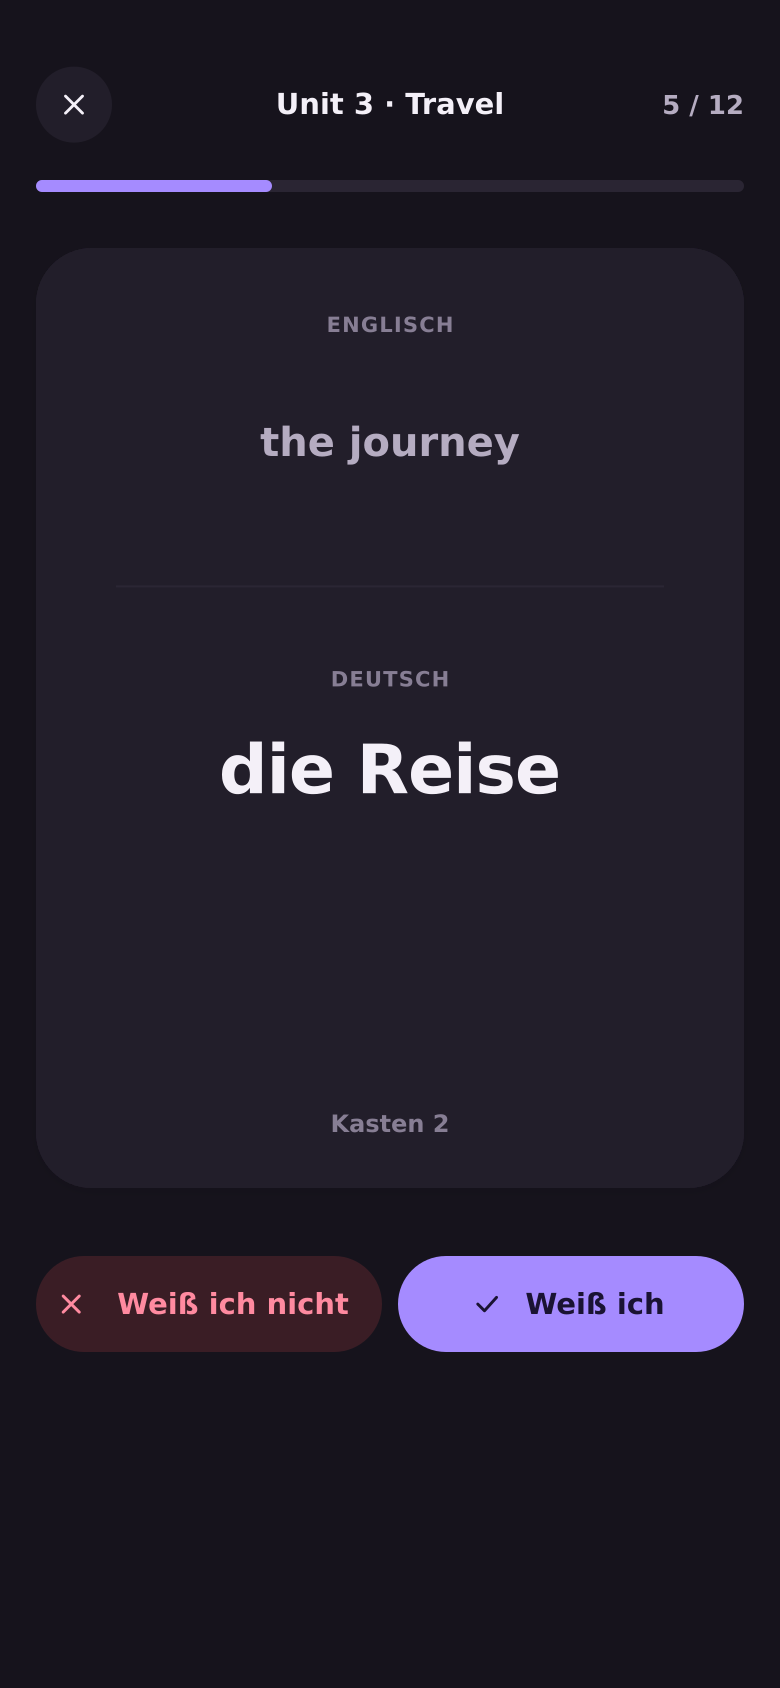 Unit 3 · Travel
5 / 12
ENGLISCH
the journey
DEUTSCH
die Reise
Kasten 2
Weiß ich nicht
Weiß ich